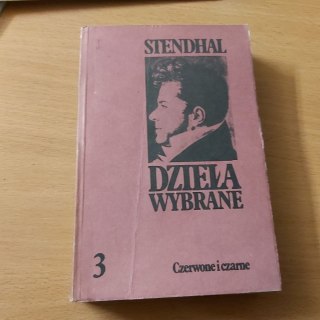 STENDHAL
DZIEŁA
WYBRANE
3
Czerwone i czarne